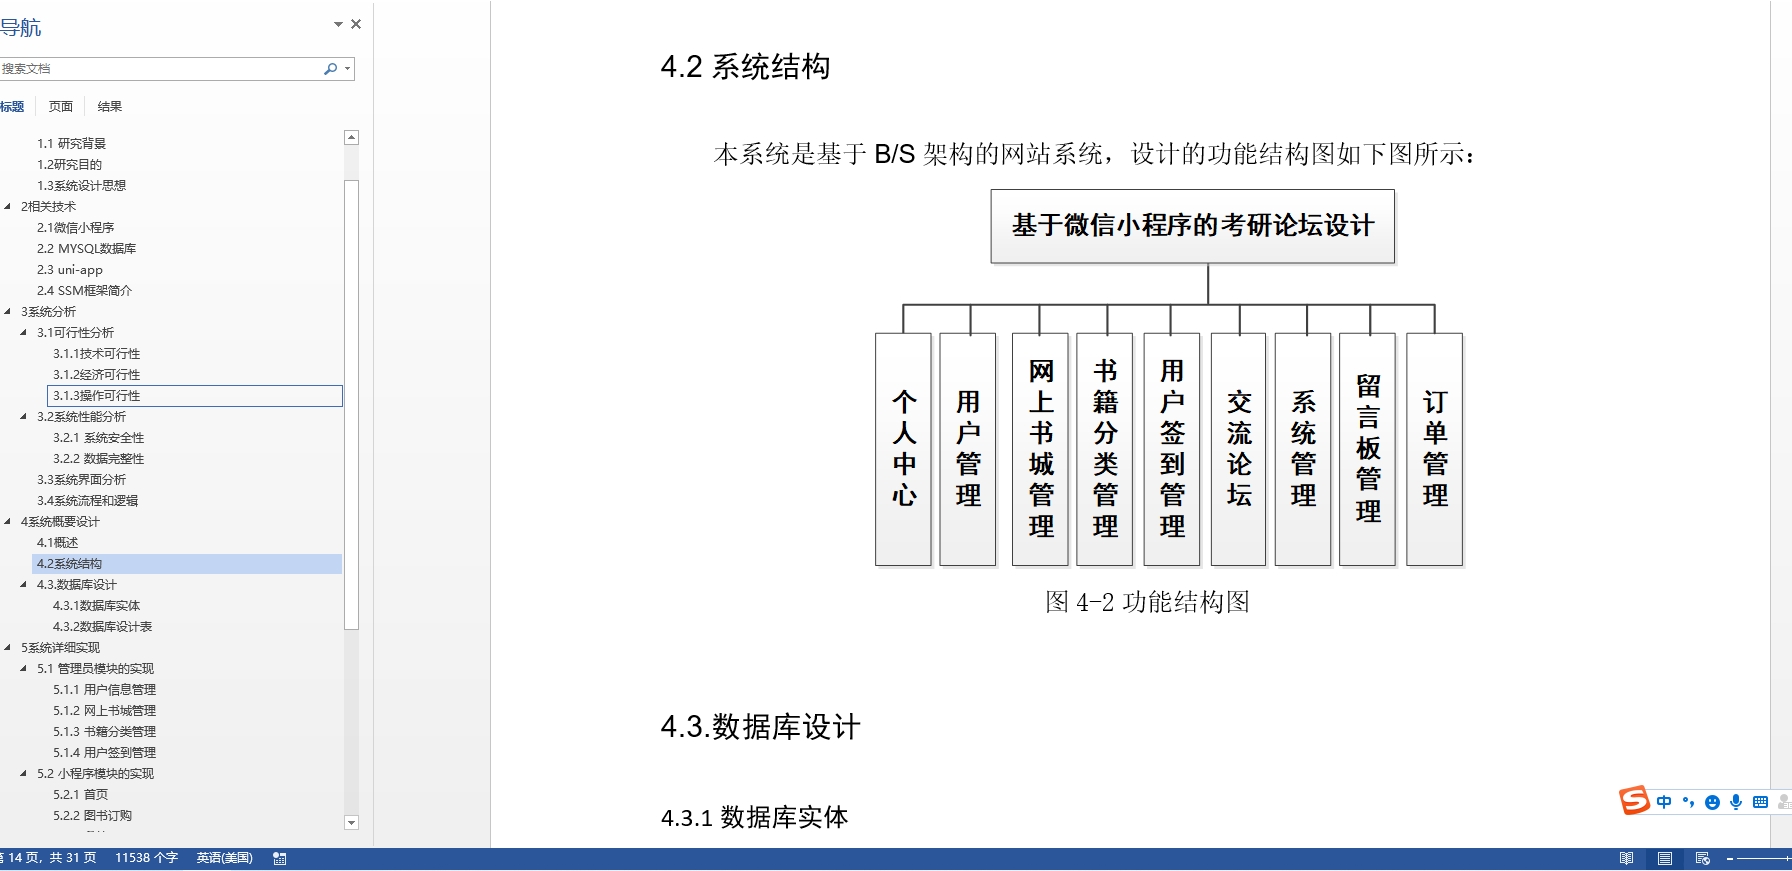 导航
搜索文档
标题 页面 结果
1.1 研究背景
1.2研究目的
1.3系统设计思想
2相关技术
2.1微信小程序
2.2 MYSQL数据库
2.3 uni-app
2.4 SSM框架简介
3系统分析
3.1可行性分析
3.1.1技术可行性
3.1.2经济可行性
3.1.3操作可行性
3.2系统性能分析
3.2.1 系统安全性
3.2.2 数据完整性
3.3系统界面分析
3.4系统流程和逻辑
4系统概要设计
4.1概述
4.2系统结构
4.3.数据库设计
4.3.1数据库实体
4.3.2数据库设计表
5系统详细实现
5.1 管理员模块的实现
5.1.1 用户信息管理
5.1.2 网上书城管理
5.1.3 书籍分类管理
5.1.4 用户签到管理
5.2 小程序模块的实现
5.2.1 首页
5.2.2 图书订购
4.2 系统结构
本系统是基于 B/S 架构的网站系统，设计的功能结构图如下图所示：
基于微信小程序的考研论坛设计
个人中心
用户管理
网上书城管理
书籍分类管理
用户签到管理
交流论坛
系统管理
留言板管理
订单管理
图 4-2 功能结构图
4.3.数据库设计
4.3.1 数据库实体
中
第 14 页，共 31 页 11538 个字 英语(美国)